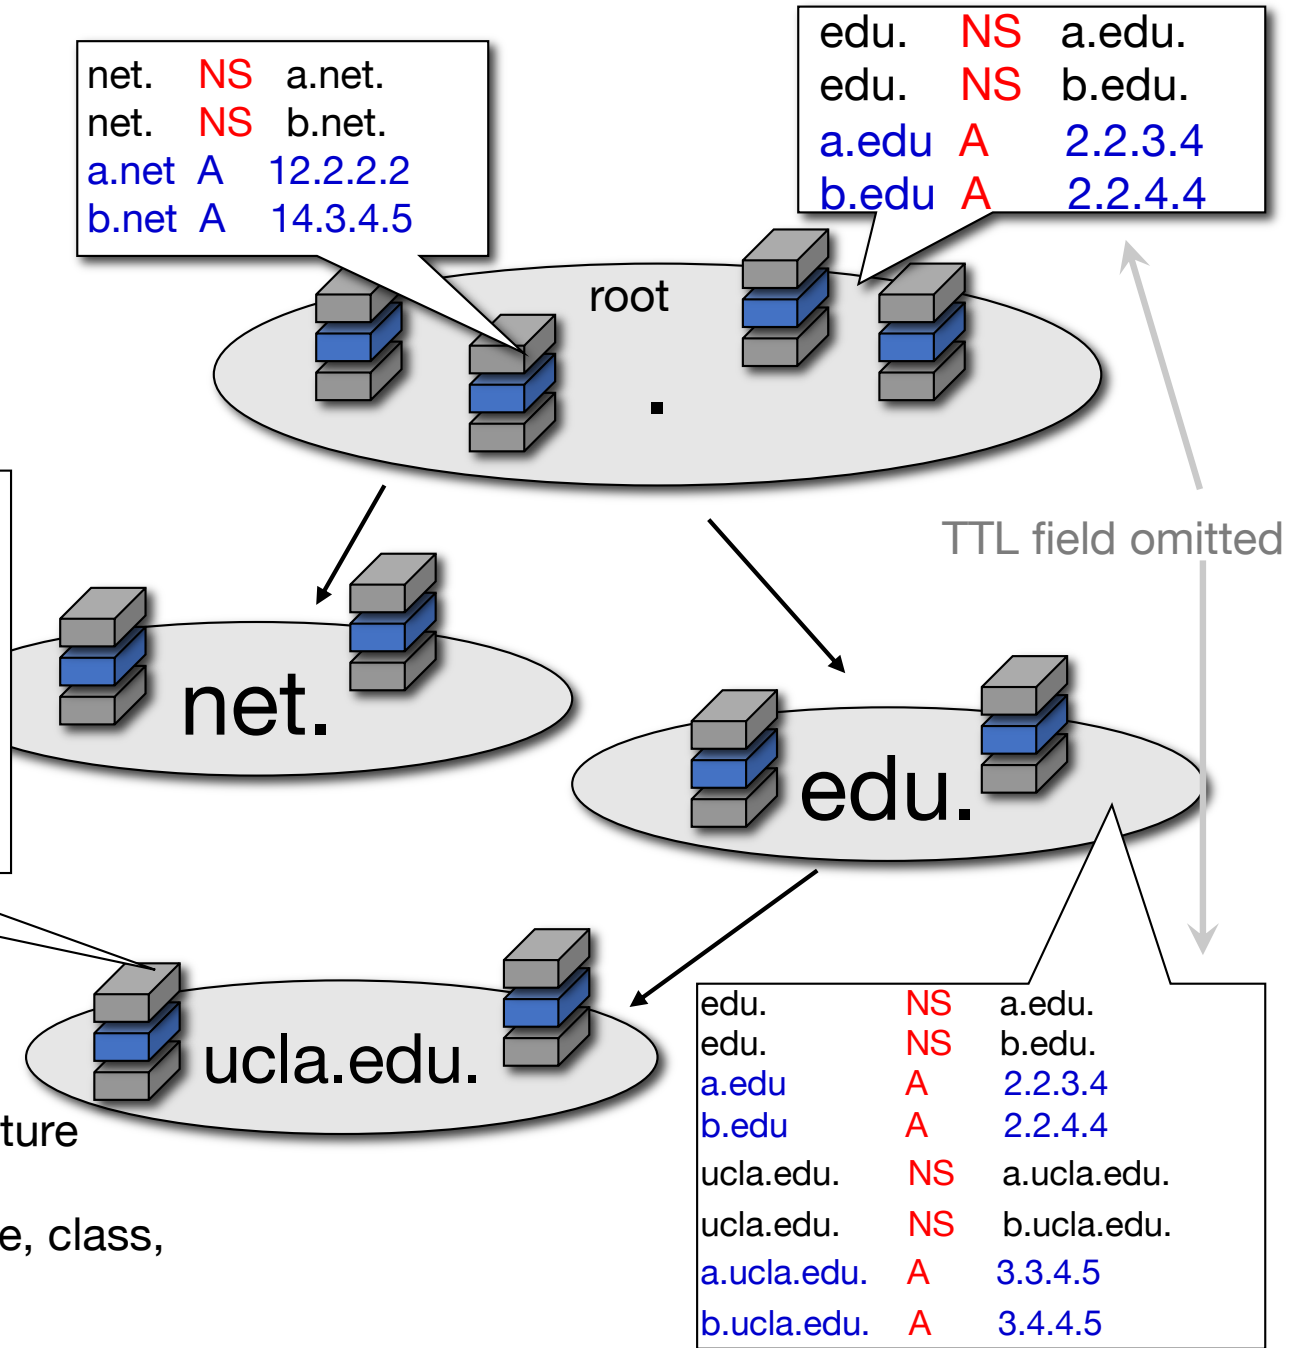 net. NS a.net.
net. NS b.net.
a.net A 12.2.2.2
b.net A 14.3.4.5
edu. NS a.edu.
edu. NS b.edu.
a.edu A 2.2.3.4
b.edu A 2.2.4.4
root
.
TTL field omitted
net.
edu.
ucla.edu.
edu. NS a.edu.
edu. NS b.edu.
a.edu A 2.2.3.4
b.edu A 2.2.4.4
ucla.edu. NS a.ucla.edu.
ucla.edu. NS b.ucla.edu.
a.ucla.edu. A 3.3.4.5
b.ucla.edu. A 3.4.4.5
ture
e, class,